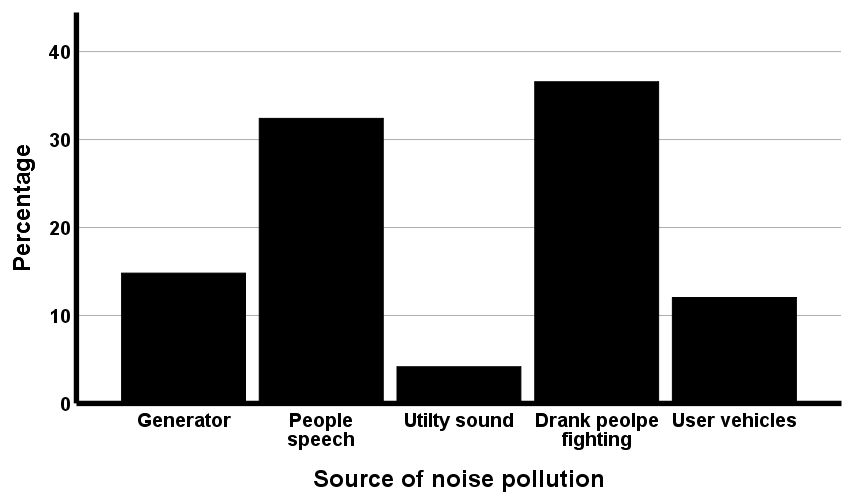 Percentage
40
30
20
10
0
Generator
People
speech
Utilty sound
Drank peolpe
fighting
User vehicles
Source of noise pollution